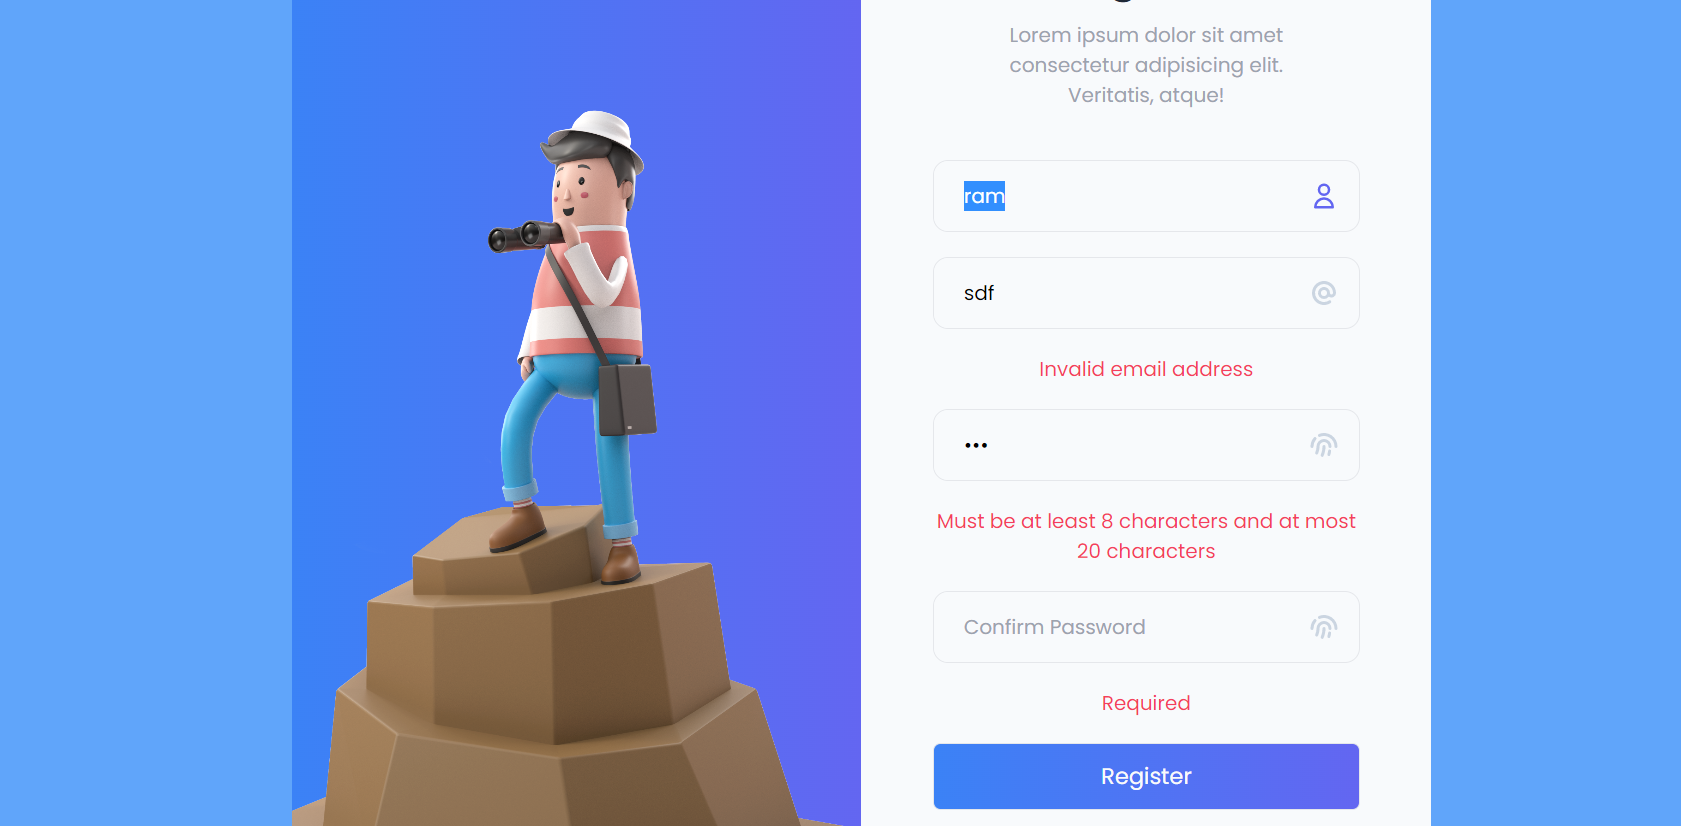 Lorem ipsum dolor sit amet
consectetur adipisicing elit.
Veritatis, atque!
ram
sdf
Invalid email address
•••
Must be at least 8 characters and at most
20 characters
Confirm Password
Required
Register